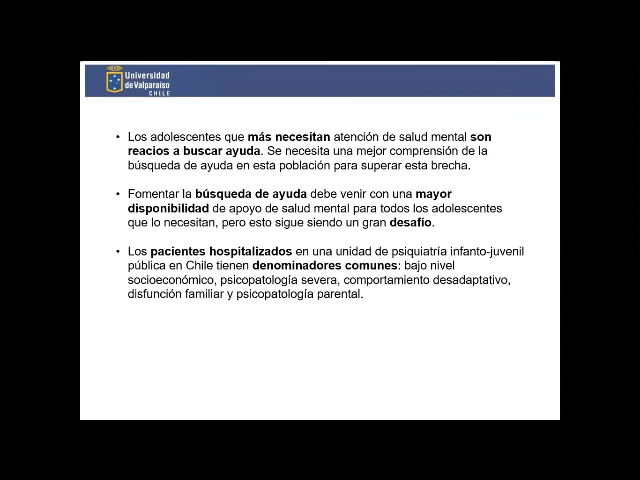 Universidad
de Valparaíso
CHILE
• Los adolescentes que más necesitan atención de salud mental son
reacios a buscar ayuda. Se necesita una mejor comprensión de la
búsqueda de ayuda en esta población para superar esta brecha.
• Fomentar la búsqueda de ayuda debe venir con una mayor
disponibilidad de apoyo de salud mental para todos los adolescentes
que lo necesitan, pero esto sigue siendo un gran desafío.
• Los pacientes hospitalizados en una unidad de psiquiatría infanto-juvenil
pública en Chile tienen denominadores comunes: bajo nivel
socioeconómico, psicopatología severa, comportamiento desadaptativo,
disfunción familiar y psicopatología parental.